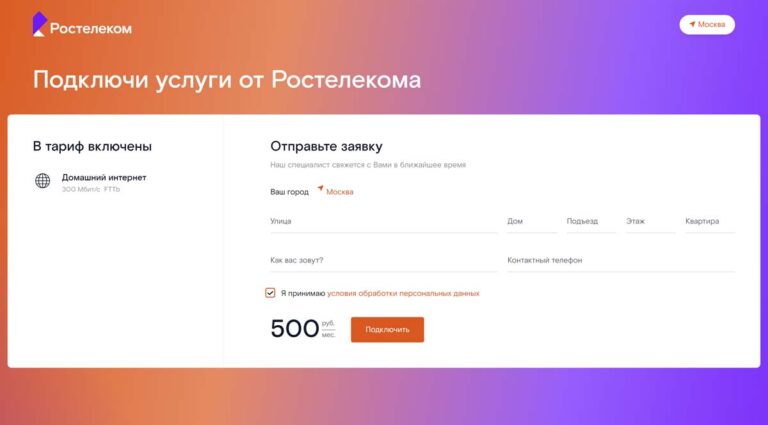 Ростелеком
Москва
Подключи услуги от Ростелекома
В тариф включены
Домашний интернет
300 Мбит/с FTTb
Отправьте заявку
Наш специалист свяжется с Вами в ближайшее время
Ваш город Москва
Улица Дом Подъезд Этаж Квартира
Как вас зовут? Контактный телефон
Я принимаю условия обработки персональных данных
500 руб. мес. Подключить